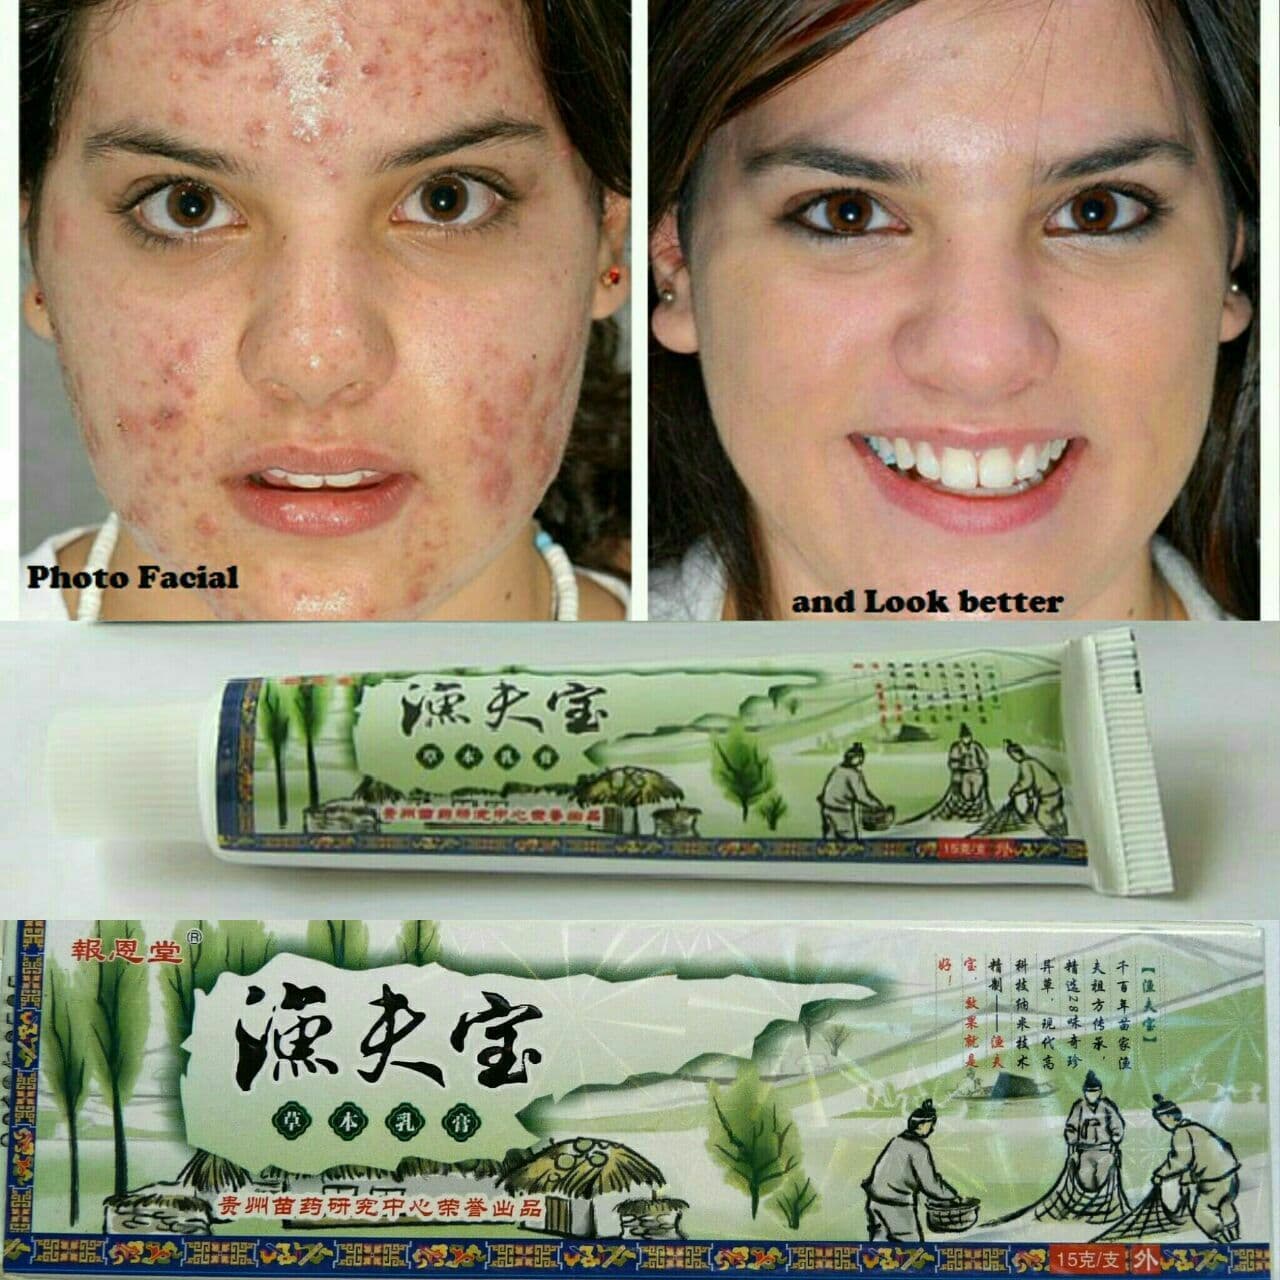 Photo Facial
and Look better
渔夫宝
草本乳膏
贵州苗药研究中心荣誉出品
15克/支 外
報恩堂®
渔夫宝
草本乳膏
贵州苗药研究中心荣誉出品
【渔夫宝】
千百年苗家渔
夫祖方传承，
精选28味奇珍
异草，现代高
科技纳米技术
精制——渔夫
宝，效果就是
好！
15克/支 外